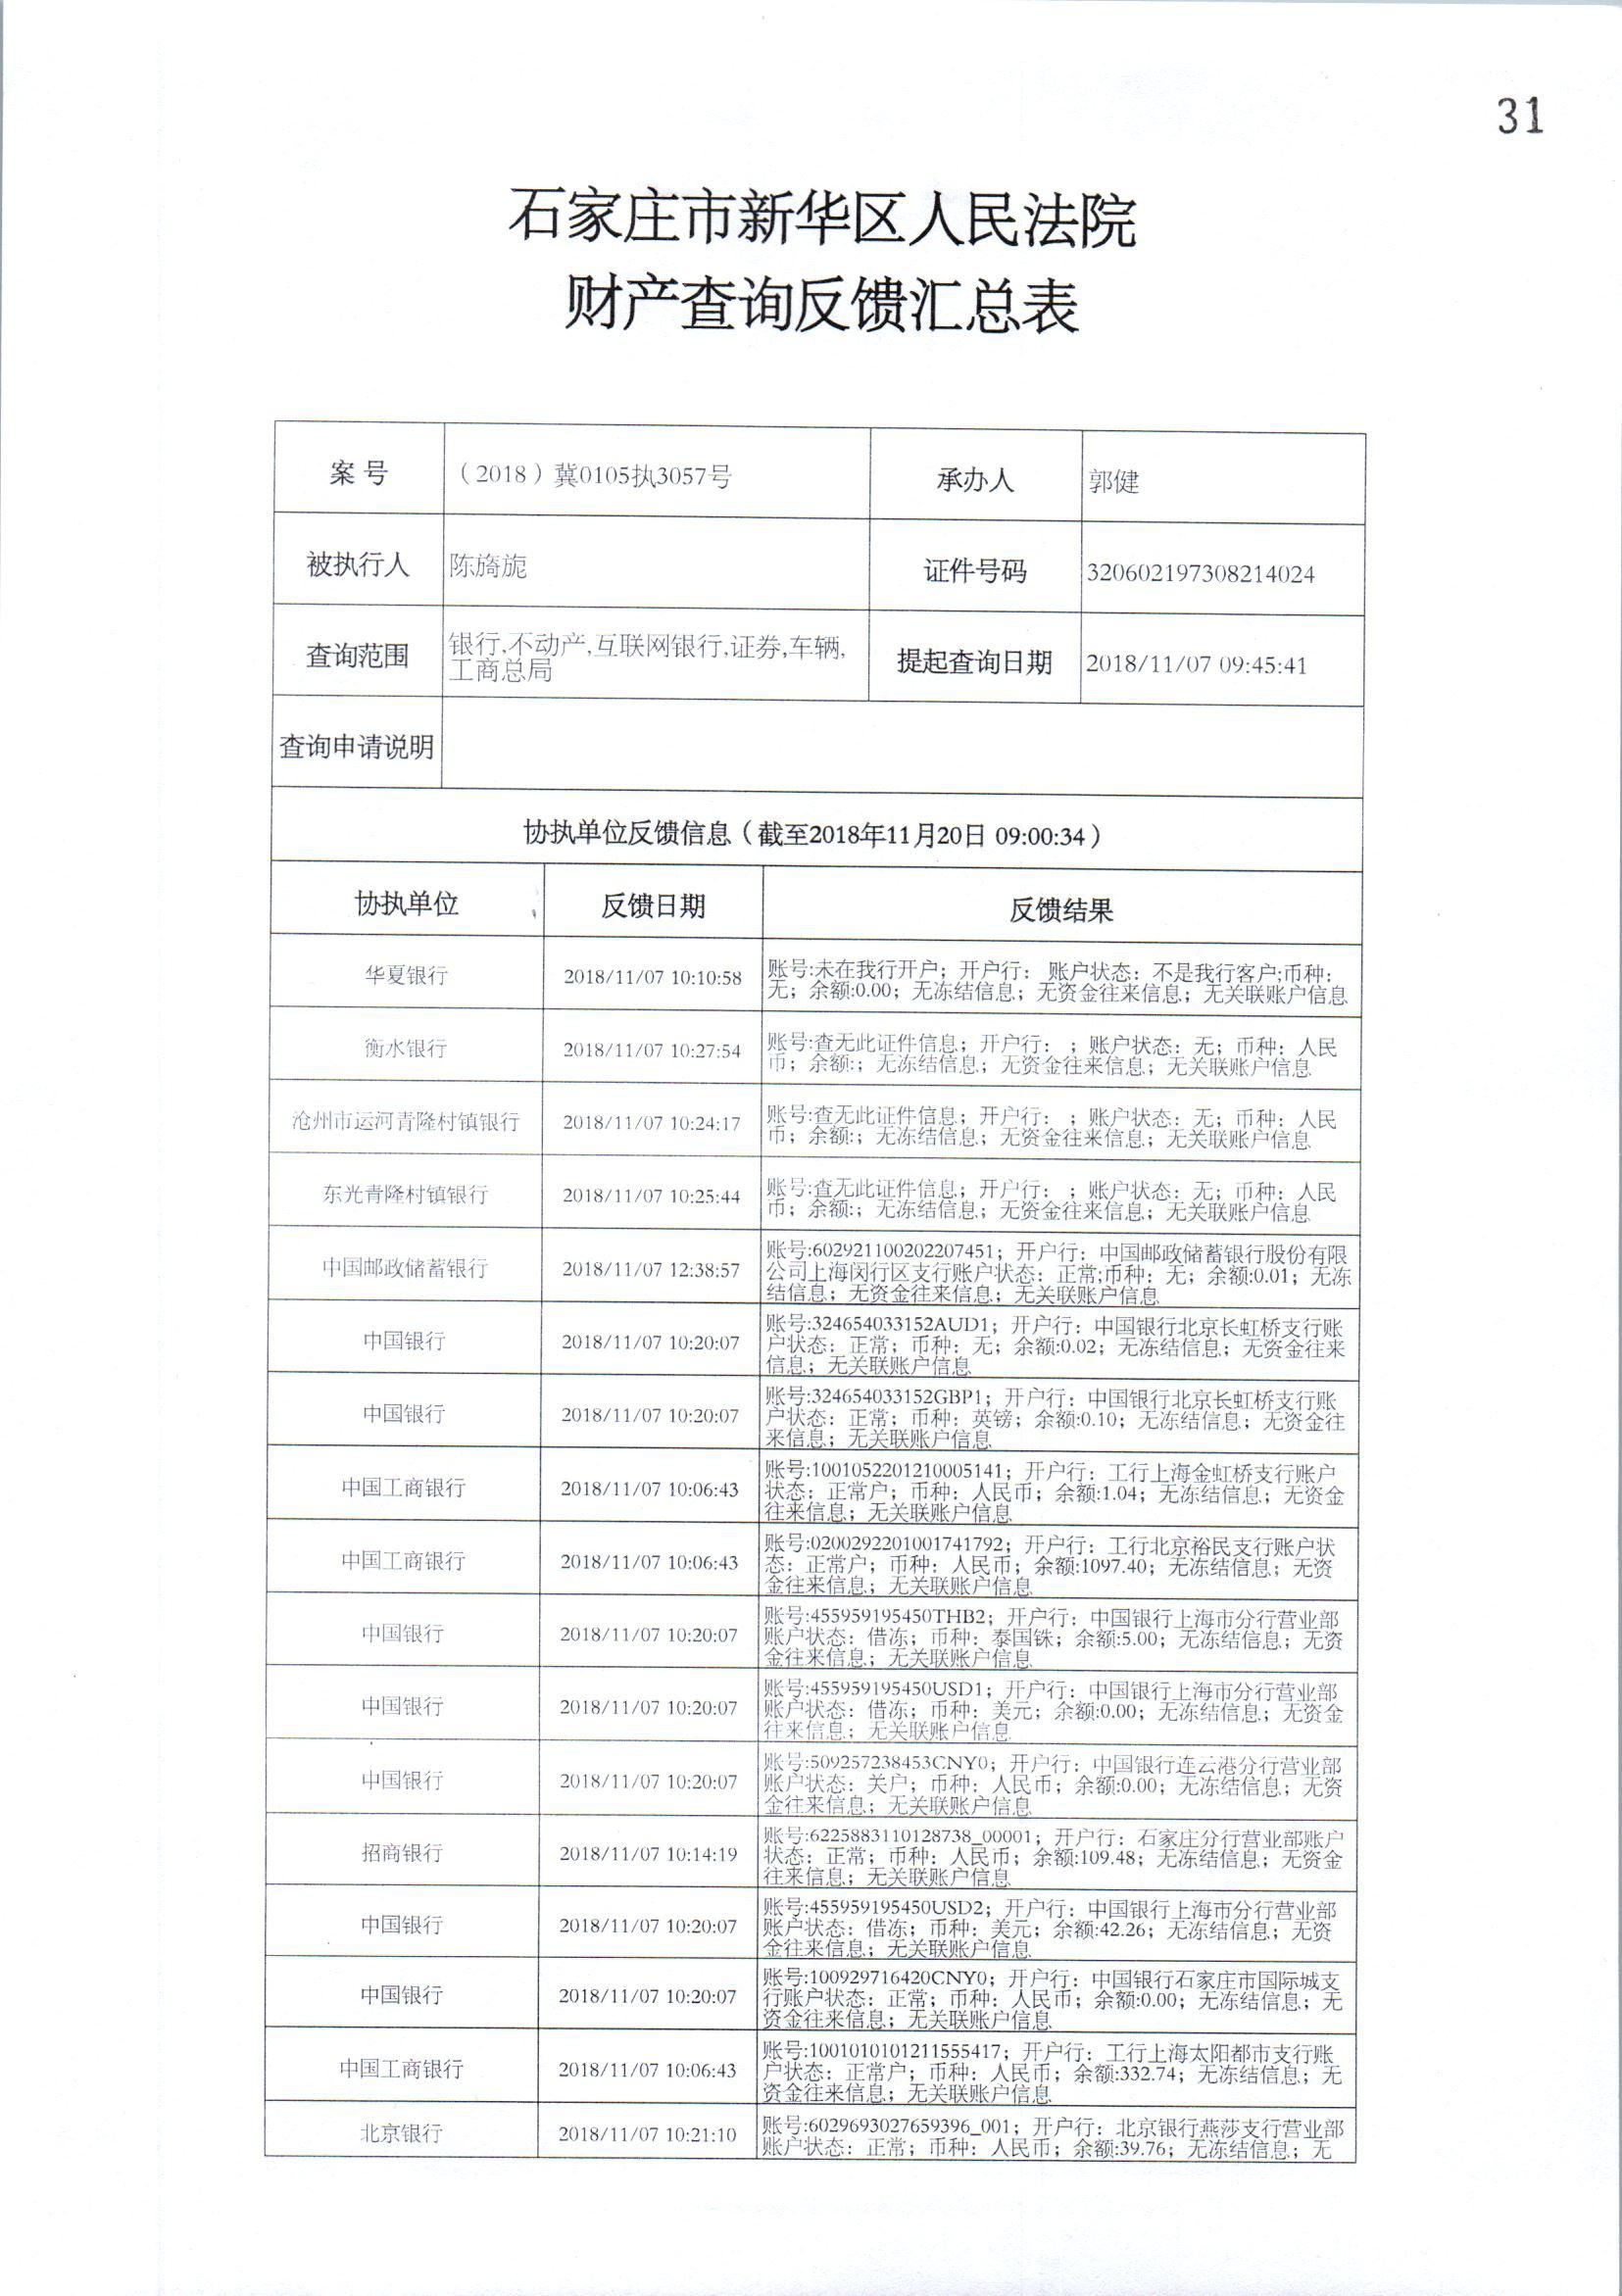 31
石家庄市新华区人民法院
财产查询反馈汇总表
案 号
（2018）冀0105执3057号
承办人
郭健
被执行人
陈旖旎
证件号码
320602197308214024
查询范围
银行,不动产,互联网银行,证券,车辆,
工商总局
提起查询日期
2018/11/07 09:45:41
查询申请说明
协执单位反馈信息（截至2018年11月20日 09:00:34）
协执单位
反馈日期
反馈结果
华夏银行
2018/11/07 10:10:58
账号:未在我行开户；开户行： 账户状态：不是我行客户;币种：
无；余额:0.00；无冻结信息；无资金往来信息；无关联账户信息
衡水银行
2018/11/07 10:27:54
账号:查无此证件信息；开户行： ；账户状态：无；币种：人民
币；余额:；无冻结信息；无资金往来信息；无关联账户信息
沧州市运河青隆村镇银行
2018/11/07 10:24:17
账号:查无此证件信息；开户行： ；账户状态：无；币种：人民
币；余额:；无冻结信息；无资金往来信息；无关联账户信息
东光青隆村镇银行
2018/11/07 10:25:44
账号:查无此证件信息；开户行： ；账户状态：无；币种：人民
币；余额:；无冻结信息；无资金往来信息；无关联账户信息
中国邮政储蓄银行
2018/11/07 12:38:57
账号:602921100202207451；开户行：中国邮政储蓄银行股份有限
公司上海闵行区支行账户状态：正常;币种：无；余额:0.01；无冻
结信息；无资金往来信息；无关联账户信息
中国银行
2018/11/07 10:20:07
账号:324654033152AUD1；开户行：中国银行北京长虹桥支行账
户状态：正常；币种：无；余额:0.02；无冻结信息；无资金往来
信息；无关联账户信息
中国银行
2018/11/07 10:20:07
账号:324654033152GBP1；开户行：中国银行北京长虹桥支行账
户状态：正常；币种：英镑；余额:0.10；无冻结信息；无资金往
来信息；无关联账户信息
中国工商银行
2018/11/07 10:06:43
账号:1001052201210005141；开户行：工行上海金虹桥支行账户
状态：正常户；币种：人民币；余额:1.04；无冻结信息；无资金
往来信息；无关联账户信息
中国工商银行
2018/11/07 10:06:43
账号:0200292201001741792；开户行：工行北京裕民支行账户状
态：正常户；币种：人民币；余额:1097.40；无冻结信息；无资
金往来信息；无关联账户信息
中国银行
2018/11/07 10:20:07
账号:455959195450THB2；开户行：中国银行上海市分行营业部
账户状态：借冻；币种：泰国铢；余额:5.00；无冻结信息；无资
金往来信息；无关联账户信息
中国银行
2018/11/07 10:20:07
账号:455959195450USD1；开户行：中国银行上海市分行营业部
账户状态：借冻；币种：美元；余额:0.00；无冻结信息；无资金
往来信息；无关联账户信息
中国银行
2018/11/07 10:20:07
账号:509257238453CNY0；开户行：中国银行连云港分行营业部
账户状态：关户；币种：人民币；余额:0.00；无冻结信息；无资
金往来信息；无关联账户信息
招商银行
2018/11/07 10:14:19
账号:6225883110128738_00001；开户行：石家庄分行营业部账户
状态：正常；币种：人民币；余额:109.48；无冻结信息；无资金
往来信息；无关联账户信息
中国银行
2018/11/07 10:20:07
账号:455959195450USD2；开户行：中国银行上海市分行营业部
账户状态：借冻；币种：美元；余额:42.26；无冻结信息；无资
金往来信息；无关联账户信息
中国银行
2018/11/07 10:20:07
账号:100929716420CNY0；开户行：中国银行石家庄市国际城支
行账户状态：正常；币种：人民币；余额:0.00；无冻结信息；无
资金往来信息；无关联账户信息
中国工商银行
2018/11/07 10:06:43
账号:1001010101211555417；开户行：工行上海太阳都市支行账
户状态：正常户；币种：人民币；余额:332.74；无冻结信息；无
资金往来信息；无关联账户信息
北京银行
2018/11/07 10:21:10
账号:6029693027659396_001；开户行：北京银行燕莎支行营业部
账户状态：正常；币种：人民币；余额:39.76；无冻结信息；无